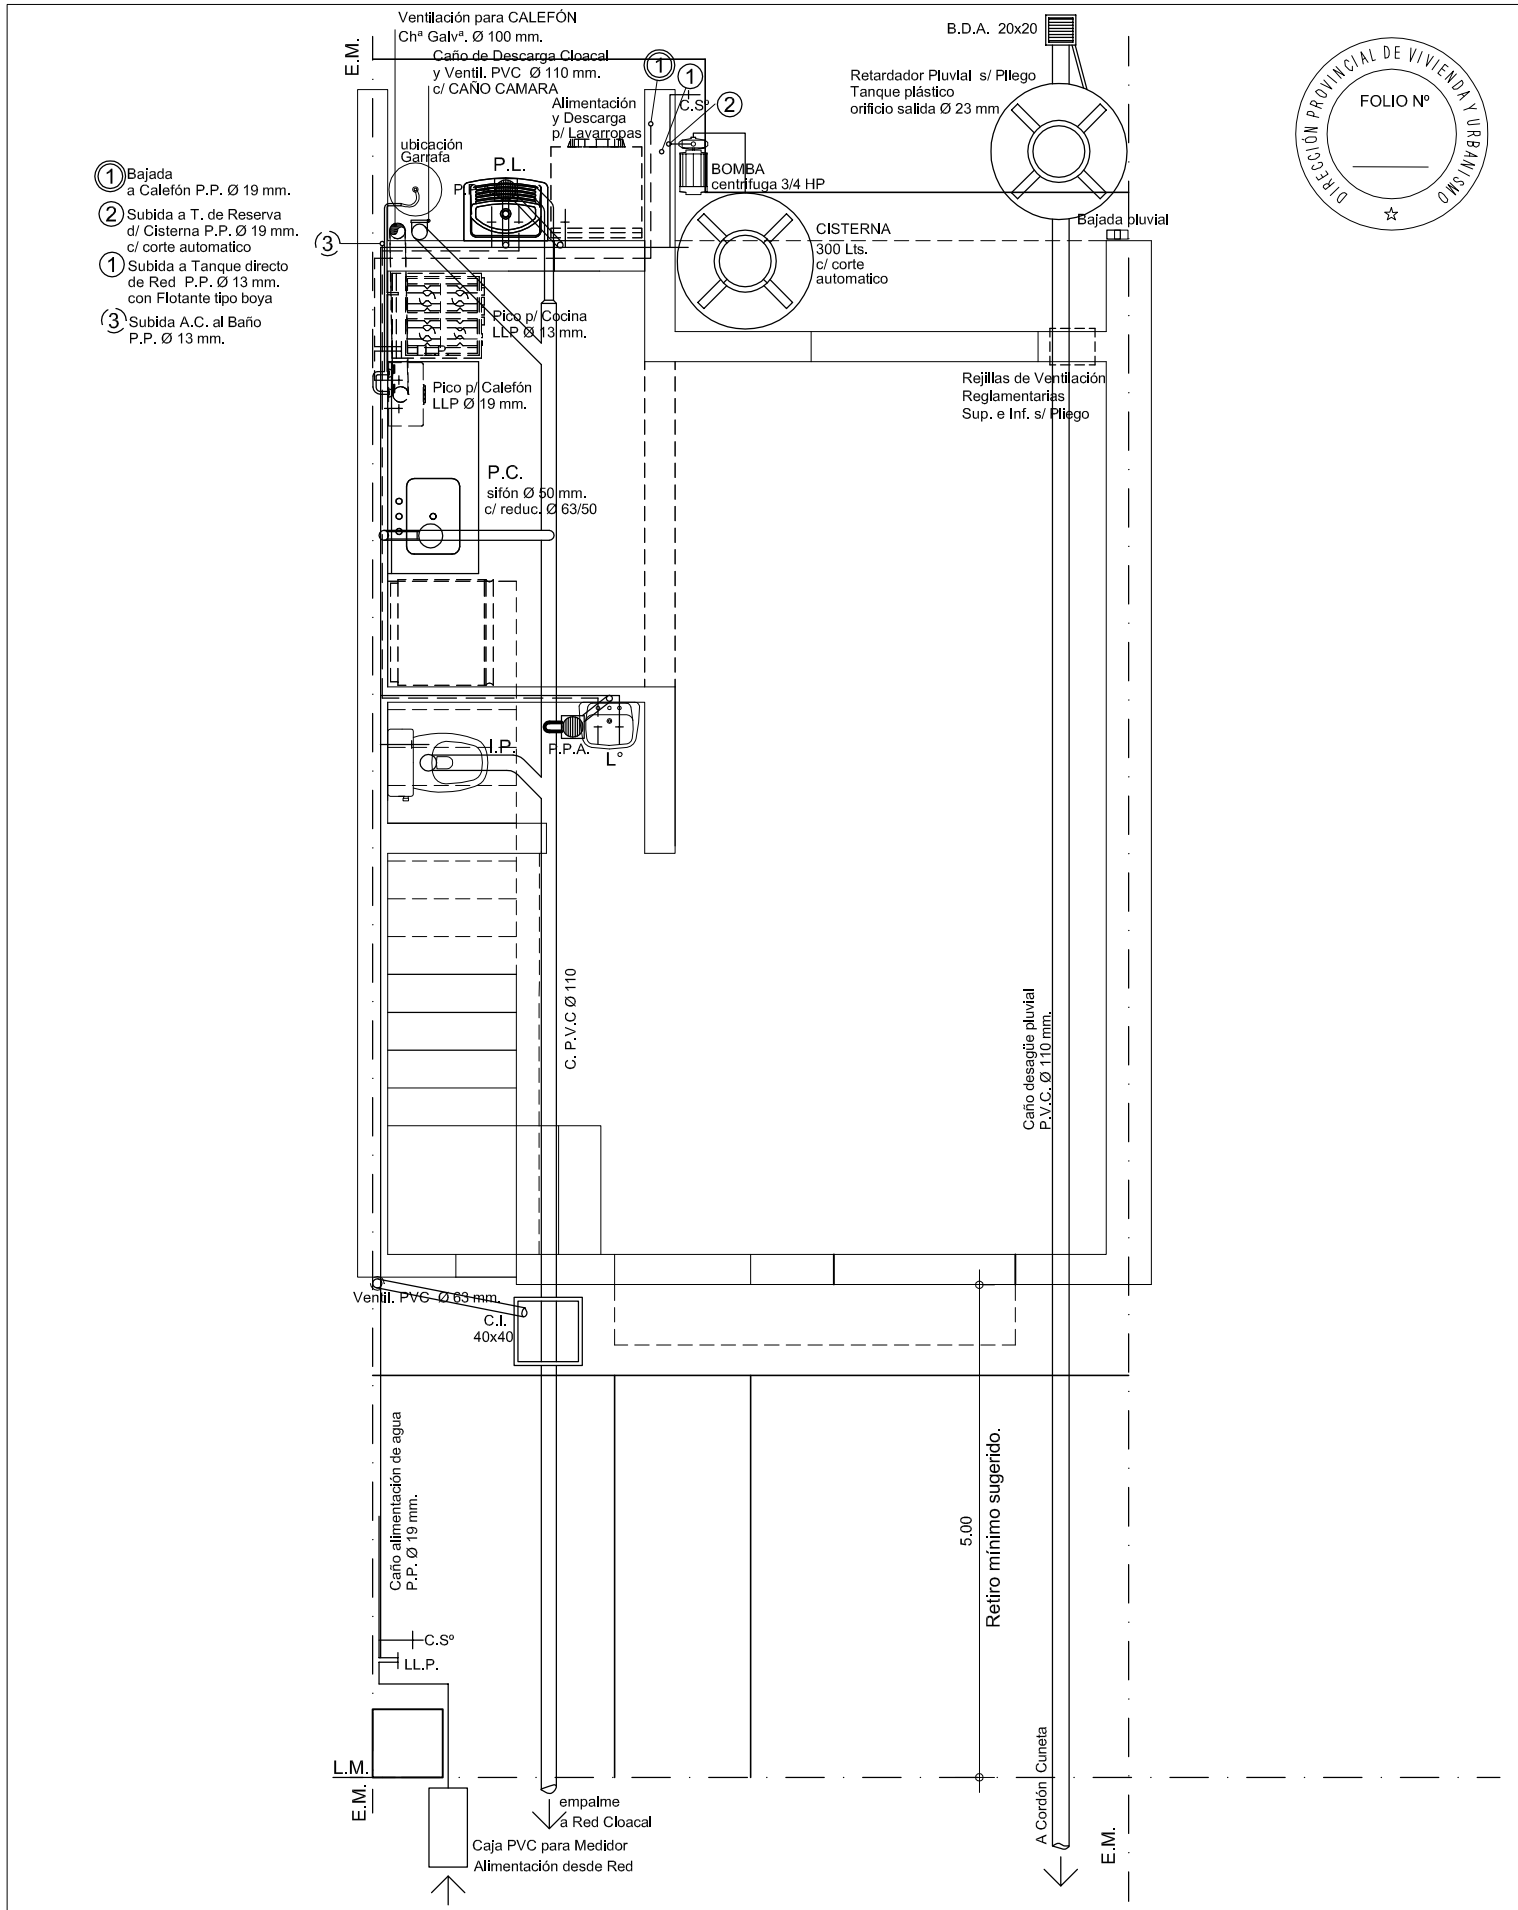 Ventilación para CALEFÓN
Chª Galvª. Ø 100 mm.
Caño de Descarga Cloacal
y Ventil. PVC Ø 110 mm.
c/ CAÑO CAMARA
E.M.
Alimentación
y Descarga
p/ Lavarropas
1
1
C.Sº
2
B.D.A. 20x20
Retardador Pluvial s/ Pliego
Tanque plástico
orificio salida Ø 23 mm
DIRECCIÓN PROVINCIAL DE VIVIENDA Y URBANISMO
FOLIO Nº
ubicación
Garrafa
P.L.
BOMBA
centrífuga 3/4 HP
1 Bajada
a Calefón P.P. Ø 19 mm.
2 Subida a T. de Reserva
d/ Cisterna P.P. Ø 19 mm.
c/ corte automatico
1 Subida a Tanque directo
de Red P.P. Ø 13 mm.
con Flotante tipo boya
3 Subida A.C. al Baño
P.P. Ø 13 mm.
3
CISTERNA
300 Lts.
c/ corte
automatico
Bajada pluvial
Pico p/ Cocina
LLP Ø 13 mm.
Pico p/ Calefón
LLP Ø 19 mm.
Rejillas de Ventilación
Reglamentarias
Sup. e Inf. s/ Pliego
P.C.
sifón Ø 50 mm.
c/ reduc. Ø 63/50
I.P.
P.P.A.
L°
C. P.V.C Ø 110
Caño desagüe pluvial
P.V.C. Ø 110 mm.
Ventil. PVC Ø 63 mm.
C.I.
40x40
Caño alimentación de agua
P.P. Ø 19 mm.
5.00
Retiro mínimo sugerido.
C.Sº
LL.P.
L.M.
E.M.
empalme
a Red Cloacal
Caja PVC para Medidor
Alimentación desde Red
A Cordón Cuneta
E.M.